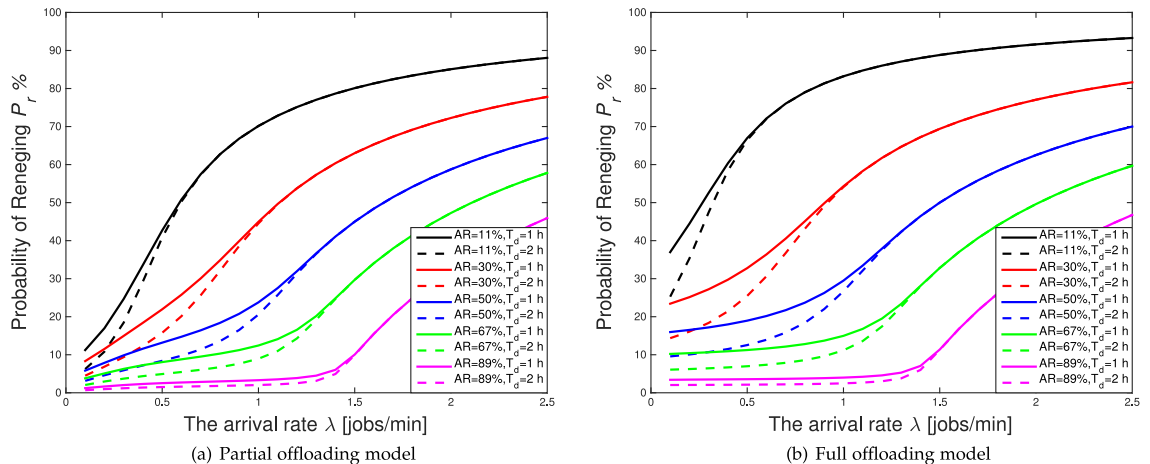 100
90
80
70
60
50
40
30
20
10
0
0 0.5 1 1.5 2 2.5
Probability of Reneging P_r %
The arrival rate λ [jobs/min]
AR=11%,T_d=1 h
AR=11%,T_d=2 h
AR=30%,T_d=1 h
AR=30%,T_d=2 h
AR=50%,T_d=1 h
AR=50%,T_d=2 h
AR=67%,T_d=1 h
AR=67%,T_d=2 h
AR=89%,T_d=1 h
AR=89%,T_d=2 h
(a) Partial offloading model
100
90
80
70
60
50
40
30
20
10
0
0 0.5 1 1.5 2 2.5
Probability of Reneging P_r %
The arrival rate λ [jobs/min]
AR=11%,T_d=1 h
AR=11%,T_d=2 h
AR=30%,T_d=1 h
AR=30%,T_d=2 h
AR=50%,T_d=1 h
AR=50%,T_d=2 h
AR=67%,T_d=1 h
AR=67%,T_d=2 h
AR=89%,T_d=1 h
AR=89%,T_d=2 h
(b) Full offloading model